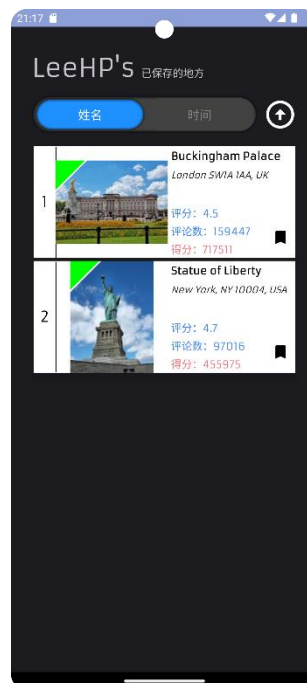 21:17
LeeHP's 已保存的地方
姓名 时间
1
Buckingham Palace
London SW1A 1AA, UK
评分: 4.5
评论数: 159447
得分: 717511
2
Statue of Liberty
New York, NY 10004, USA
评分: 4.7
评论数: 97016
得分: 455975